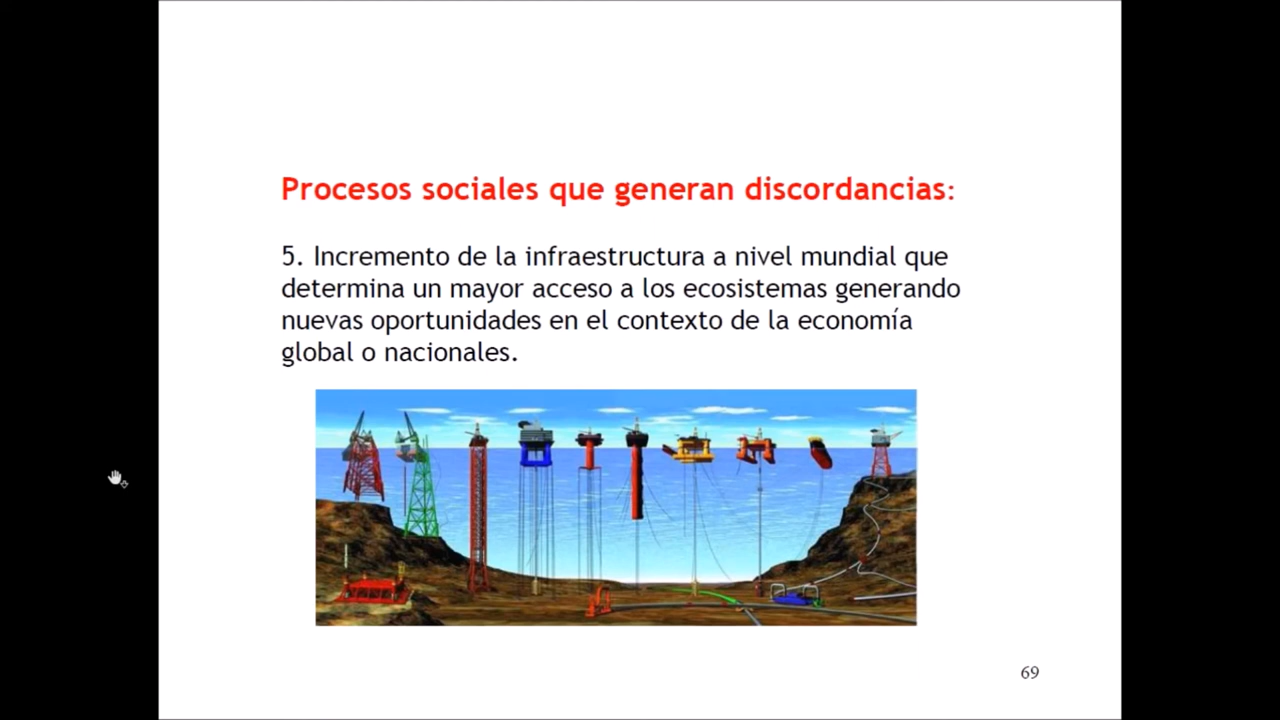 Procesos sociales que generan discordancias:
5. Incremento de la infraestructura a nivel mundial que
determina un mayor acceso a los ecosistemas generando
nuevas oportunidades en el contexto de la economía
global o nacionales.
69